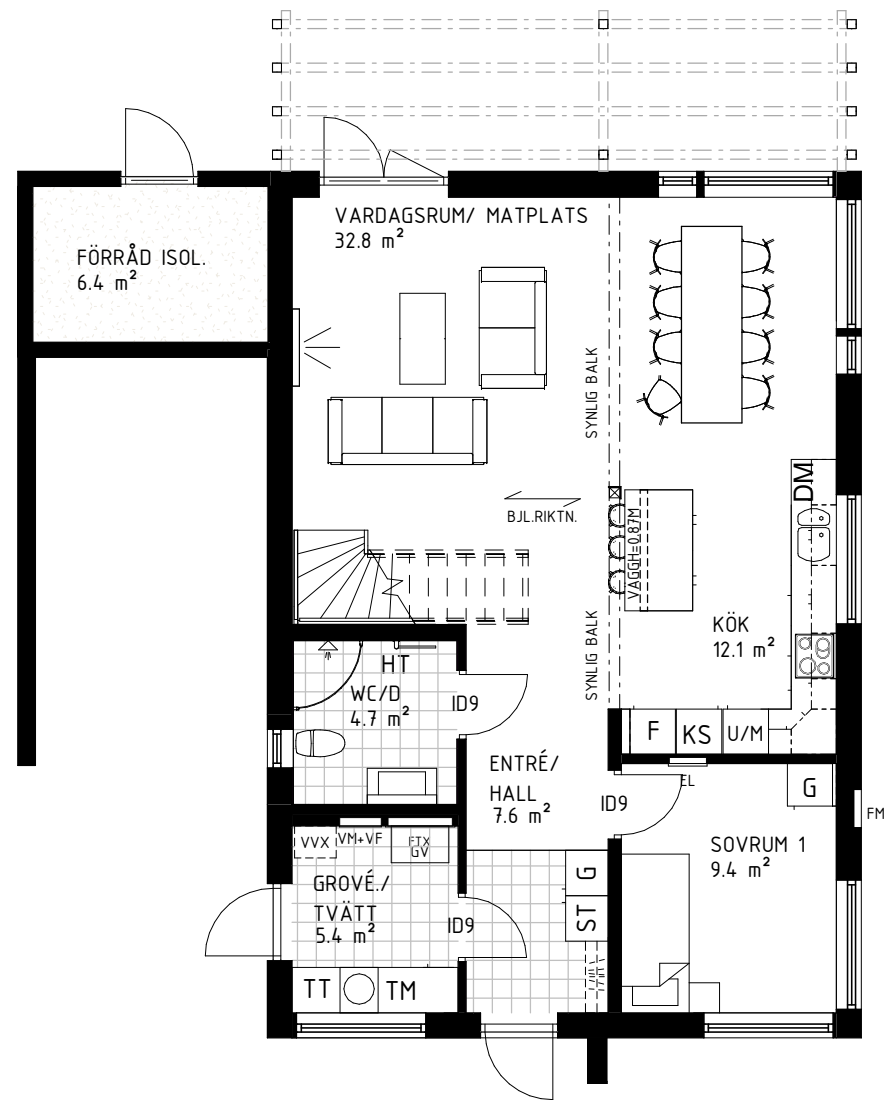 VARDAGSRUM/ MATPLATS
32.8 m²
FÖRRÅD ISOL.
6.4 m²
SYNLIG BALK
DM
BJL.RIKTN.
VÄGGH=0.87M
KÖK
12.1 m²
SYNLIG BALK
HT
WC/D
4.7 m²
ID9
F
KS
U/M
ENTRÉ/
HALL
7.6 m²
EL
G
ID9
FM
VVX
VM+VF
FTX
GV
SOVRUM 1
9.4 m²
GROVÉ./
TVÄTT
5.4 m²
G
ST
ID9
TT
TM